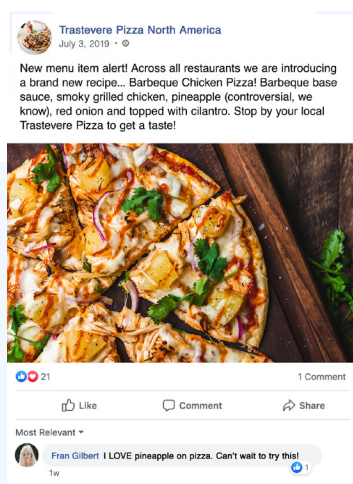 Trastevere Pizza North America
July 3, 2019 ·
New menu item alert! Across all restaurants we are introducing
a brand new recipe... Barbeque Chicken Pizza! Barbeque base
sauce, smoky grilled chicken, pineapple (controversial, we
know), red onion and topped with cilantro. Stop by your local
Trastevere Pizza to get a taste!
21
1 Comment
Like
Comment
Share
Most Relevant
Fran Gilbert I LOVE pineapple on pizza. Can't wait to try this!
1
1w